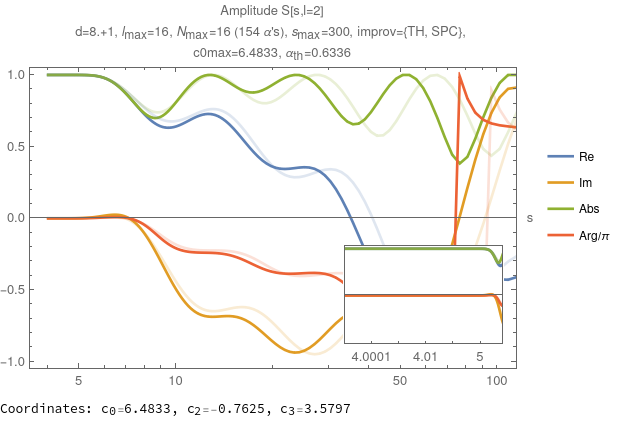 Amplitude S[s,l=2]
d=8.+1, lmax=16, Nmax=16 (154 α's), smax=300, improv={TH, SPC},
c0max=6.4833, αth=0.6336
1.0
0.5
0.0
−0.5
−1.0
s
Re
Im
Abs
Arg/π
4.0001 4.01 5
5 10 50 100
Coordinates: c0=6.4833, c2=-0.7625, c3=3.5797